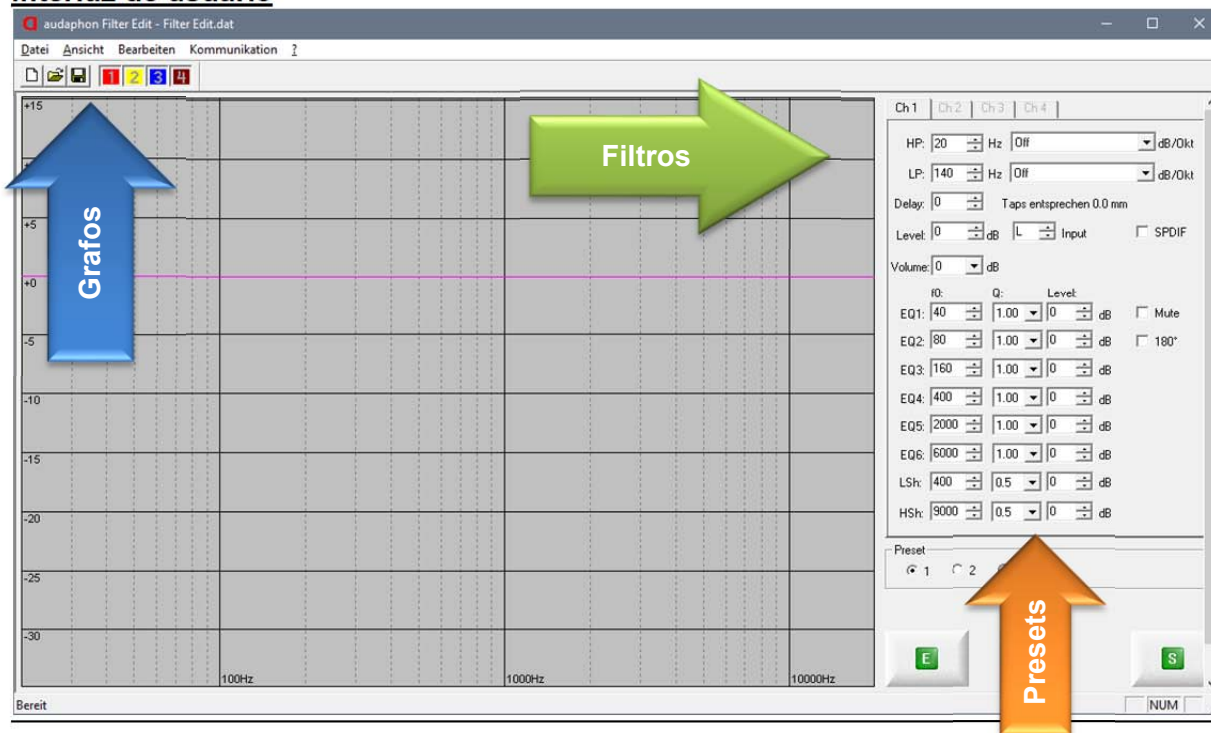 audaphon Filter Edit - Filter Edit.dat
Datei Ansicht Bearbeiten Kommunikation ?
1 2 3 4
+15
+5
+0
-5
-10
-15
-20
-25
-30
100Hz 1000Hz 10000Hz
Grafos
Filtros
Ch 1 Ch 2 Ch 3 Ch 4
HP: 20 Hz Off dB/Okt
LP: 140 Hz Off dB/Okt
Delay: 0 Taps entsprechen 0.0 mm
Level: 0 dB L Input SPDIF
Volume: 0 dB
f0: Q: Level:
EQ1: 40 1.00 0 dB Mute
EQ2: 80 1.00 0 dB 180°
EQ3: 160 1.00 0 dB
EQ4: 400 1.00 0 dB
EQ5: 2000 1.00 0 dB
EQ6: 6000 1.00 0 dB
LSh: 400 0.5 0 dB
HSh: 9000 0.5 0 dB
Preset
1 2
Presets
E S
Bereit NUM